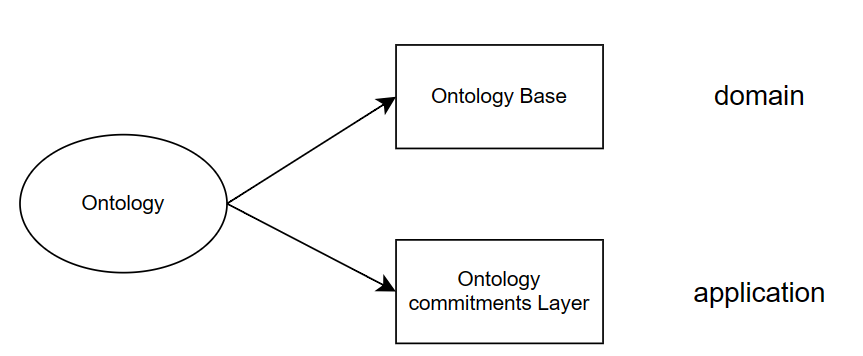 Ontology Base
domain
Ontology
Ontology
commitments Layer
application